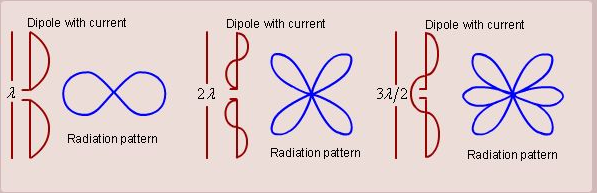 Dipole with current
λ
Radiation pattern
Dipole with current
2λ
Radiation pattern
Dipole with current
3λ/2
Radiation pattern